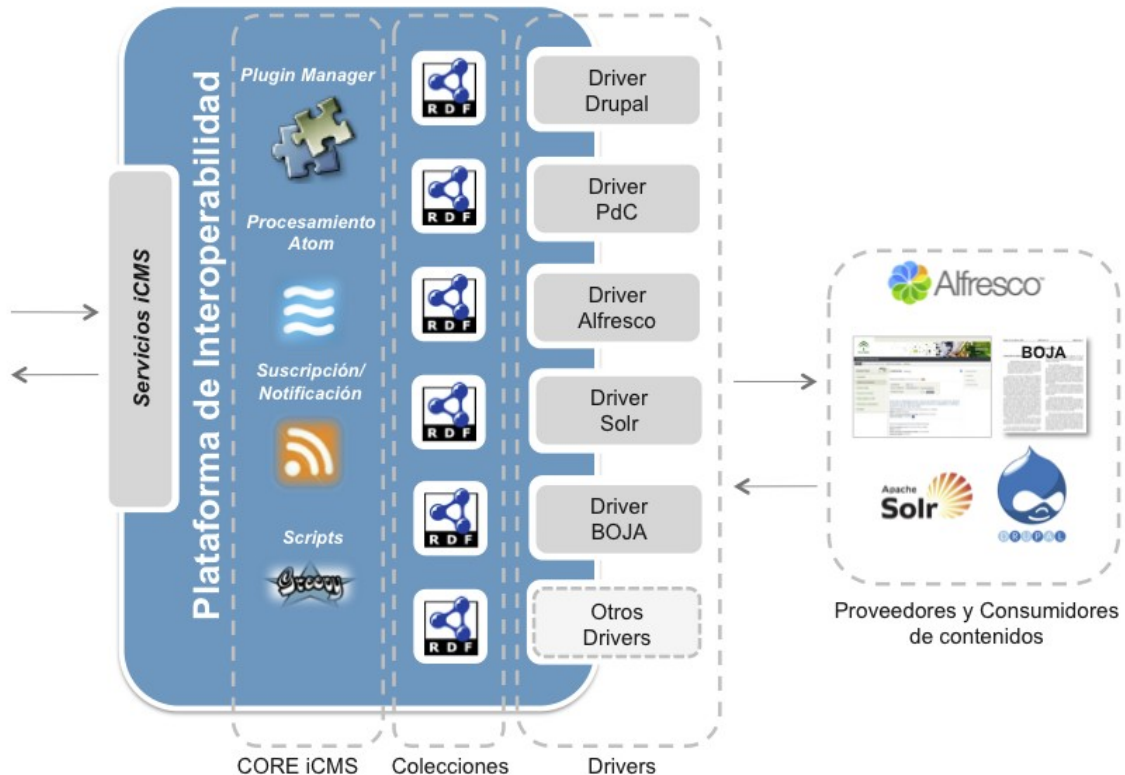 Plataforma de Interoperabilidad
Servicios iCMS
Plugin Manager
Procesamiento
Atom
Suscripción/
Notificación
Scripts
Groovy
RDF
RDF
RDF
RDF
RDF
RDF
Driver
Drupal
Driver
PdC
Driver
Alfresco
Driver
Solr
Driver
BOJA
Otros
Drivers
Alfresco™
BOJA
Apache
Solr
DRUPAL
Proveedores y Consumidores
de contenidos
CORE iCMS
Colecciones
Drivers